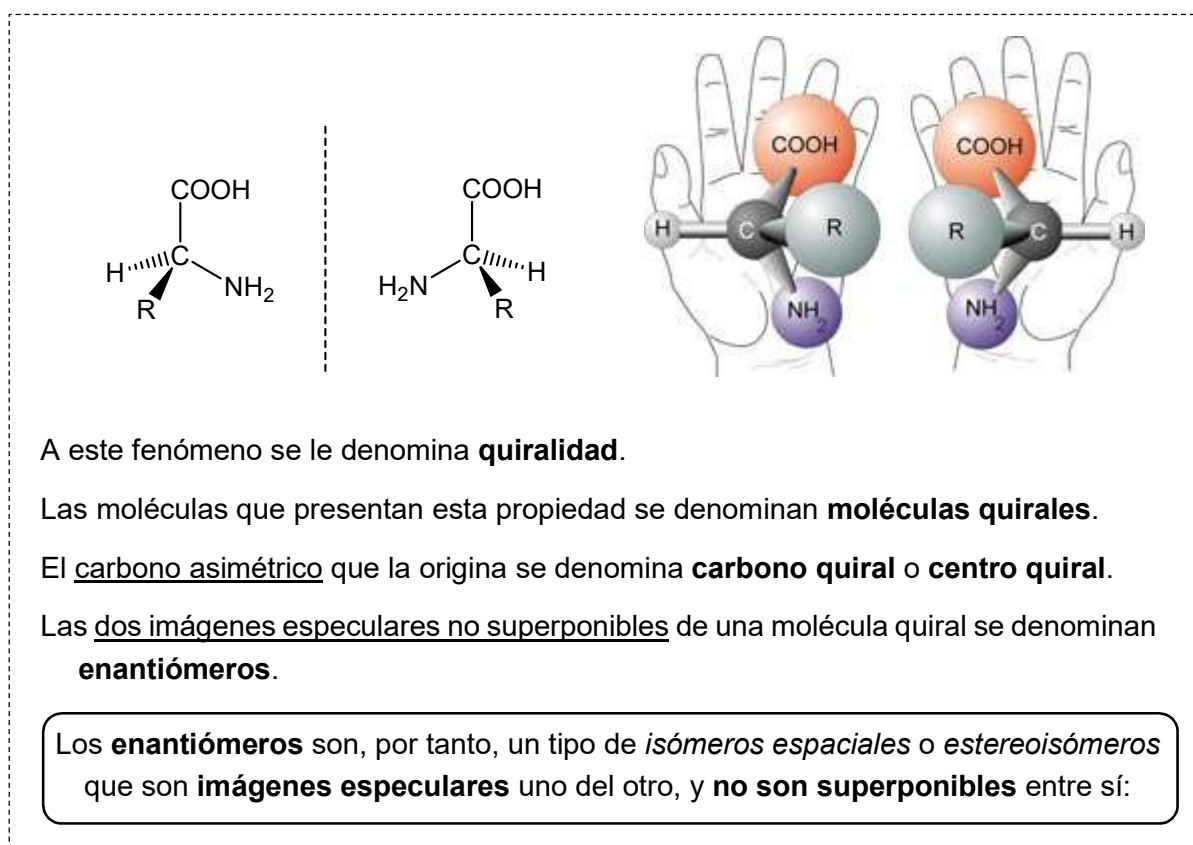 COOH
C
H
R
NH2
COOH
C
H2N
H
R
COOH
H
C
R
NH2
COOH
R
C
H
NH2
A este fenómeno se le denomina quiralidad.
Las moléculas que presentan esta propiedad se denominan moléculas quirales.
El carbono asimétrico que la origina se denomina carbono quiral o centro quiral.
Las dos imágenes especulares no superponibles de una molécula quiral se denominan
enantiómeros.
Los enantiómeros son, por tanto, un tipo de isómeros espaciales o estereoisómeros
que son imágenes especulares uno del otro, y no son superponibles entre sí: